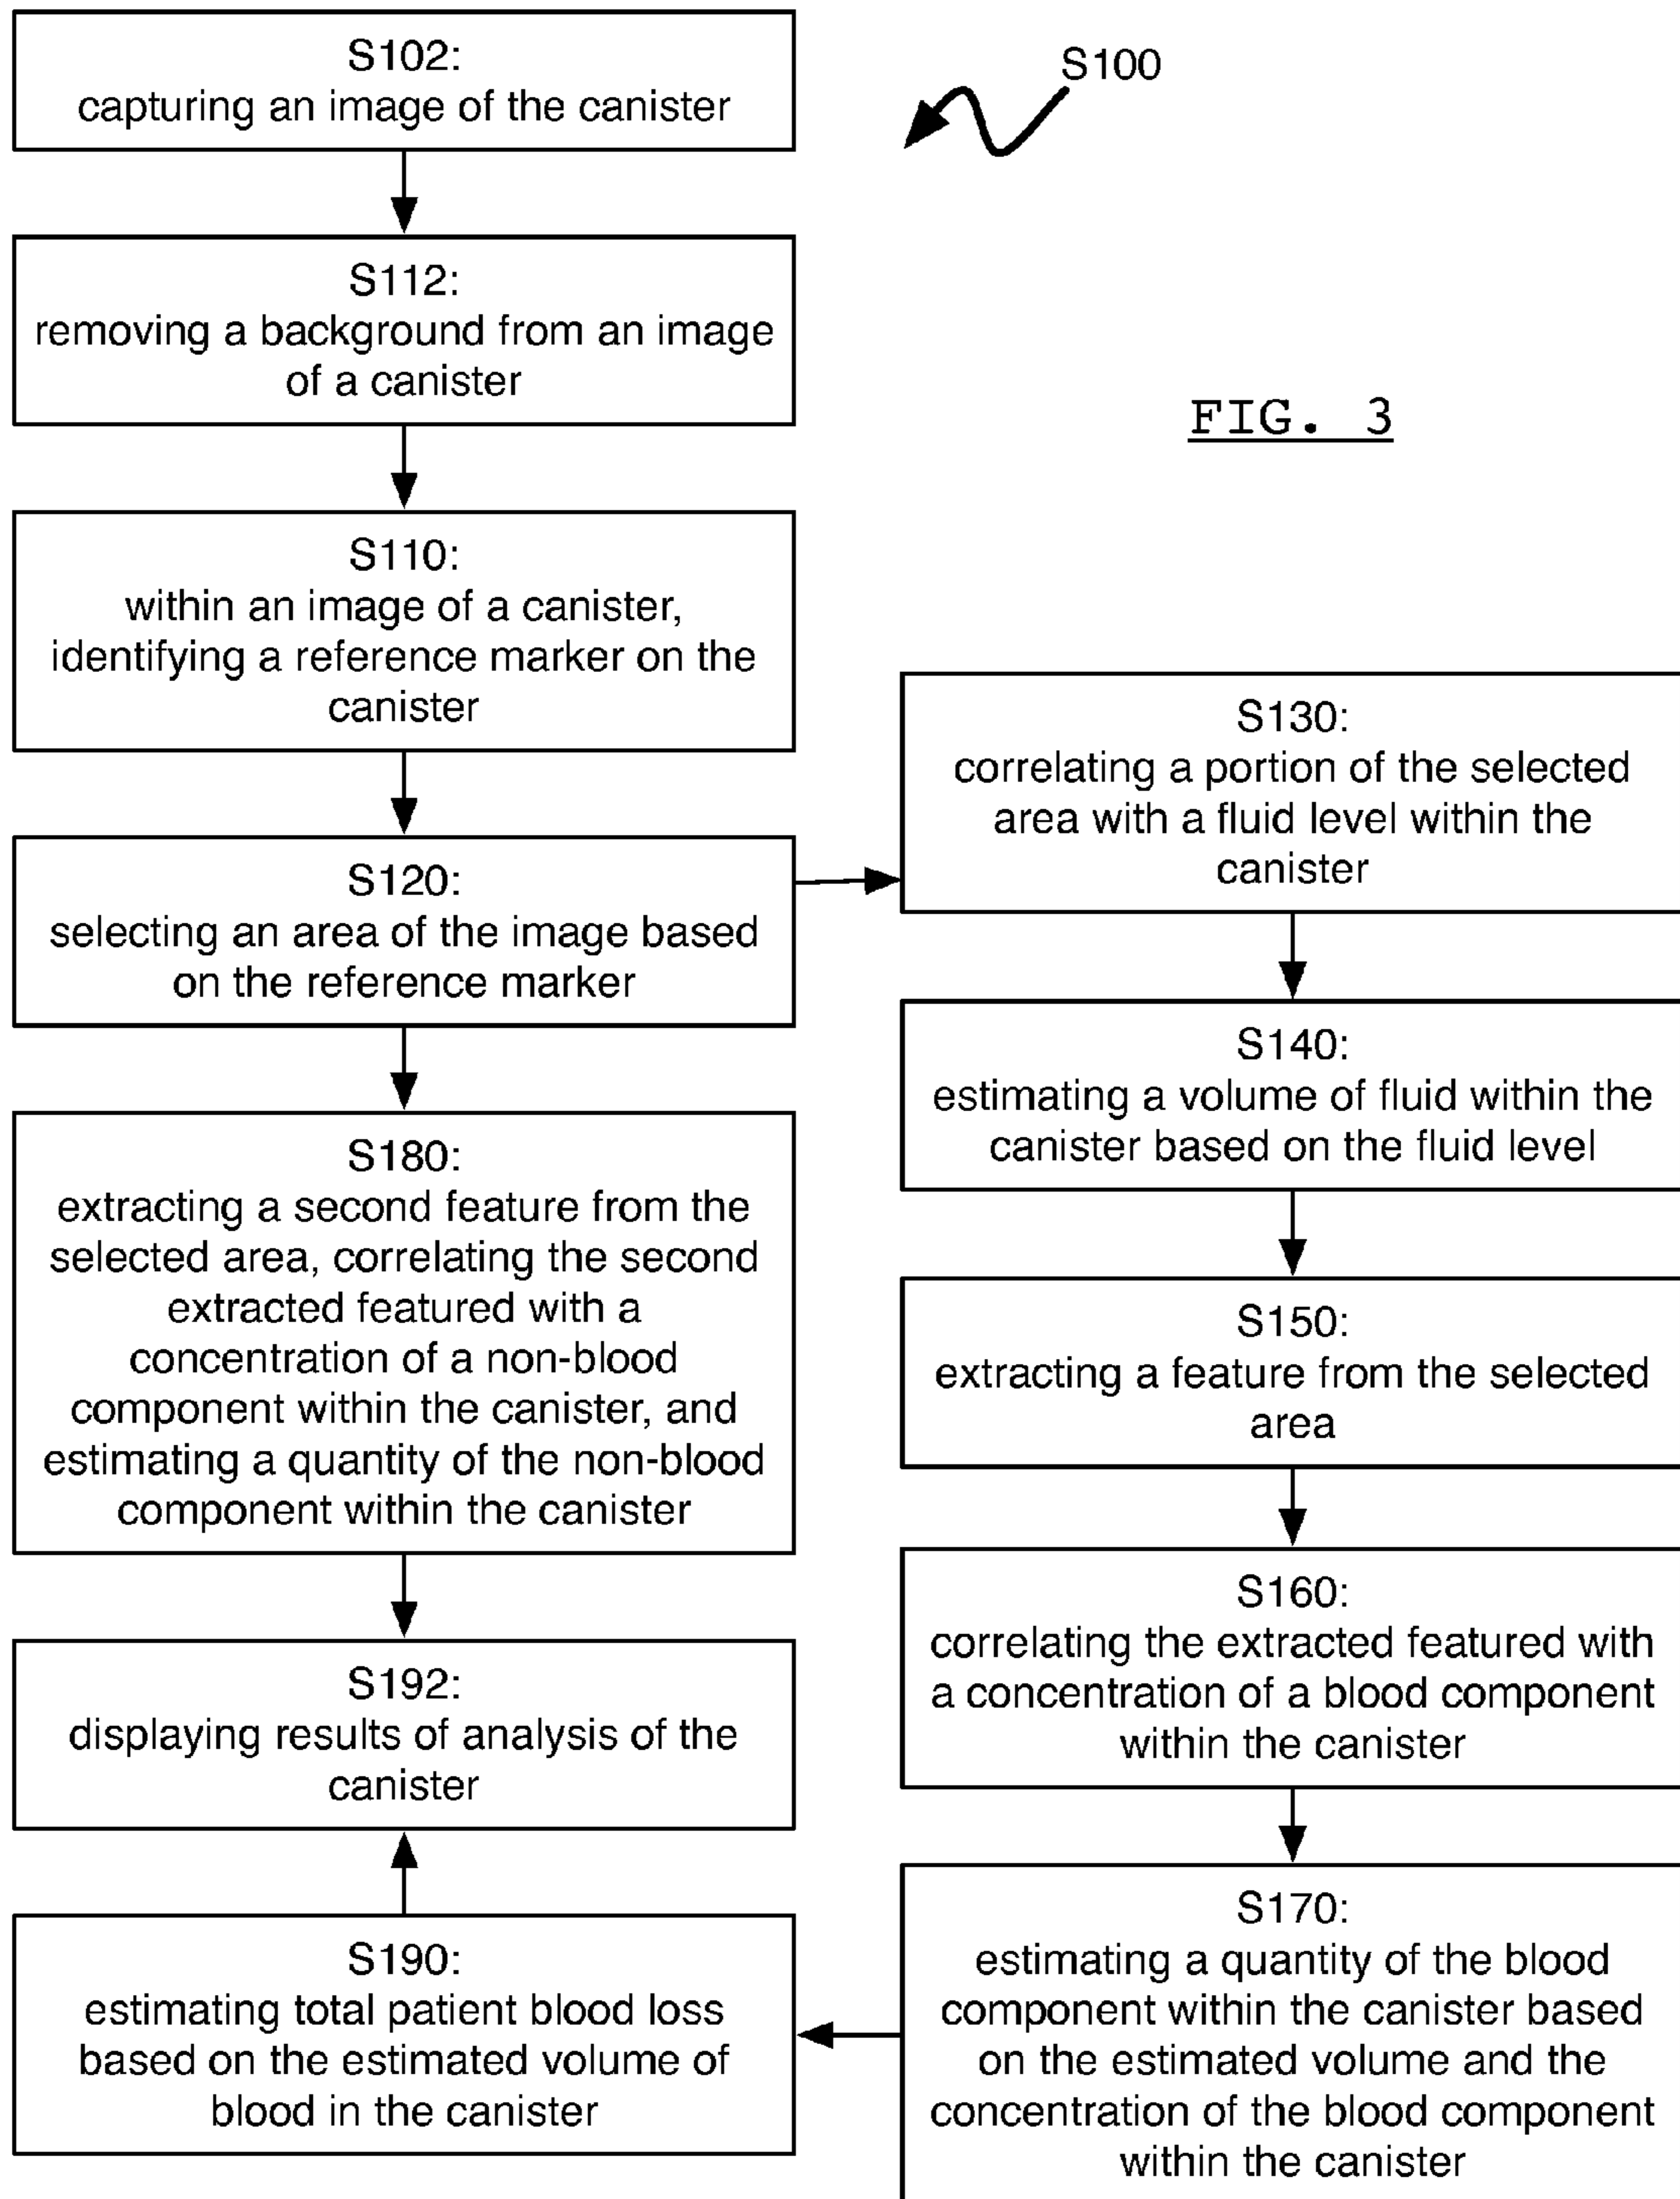 S102:
capturing an image of the canister
S100
S112:
removing a background from an image
of a canister
FIG. 3
S110:
within an image of a canister,
identifying a reference marker on the
canister
S120:
selecting an area of the image based
on the reference marker
S180:
extracting a second feature from the
selected area, correlating the second
extracted featured with a
concentration of a non-blood
component within the canister, and
estimating a quantity of the non-blood
component within the canister
S192:
displaying results of analysis of the
canister
S190:
estimating total patient blood loss
based on the estimated volume of
blood in the canister
S130:
correlating a portion of the selected
area with a fluid level within the
canister
S140:
estimating a volume of fluid within the
canister based on the fluid level
S150:
extracting a feature from the selected
area
S160:
correlating the extracted featured with
a concentration of a blood component
within the canister
S170:
estimating a quantity of the blood
component within the canister based
on the estimated volume and the
concentration of the blood component
within the canister